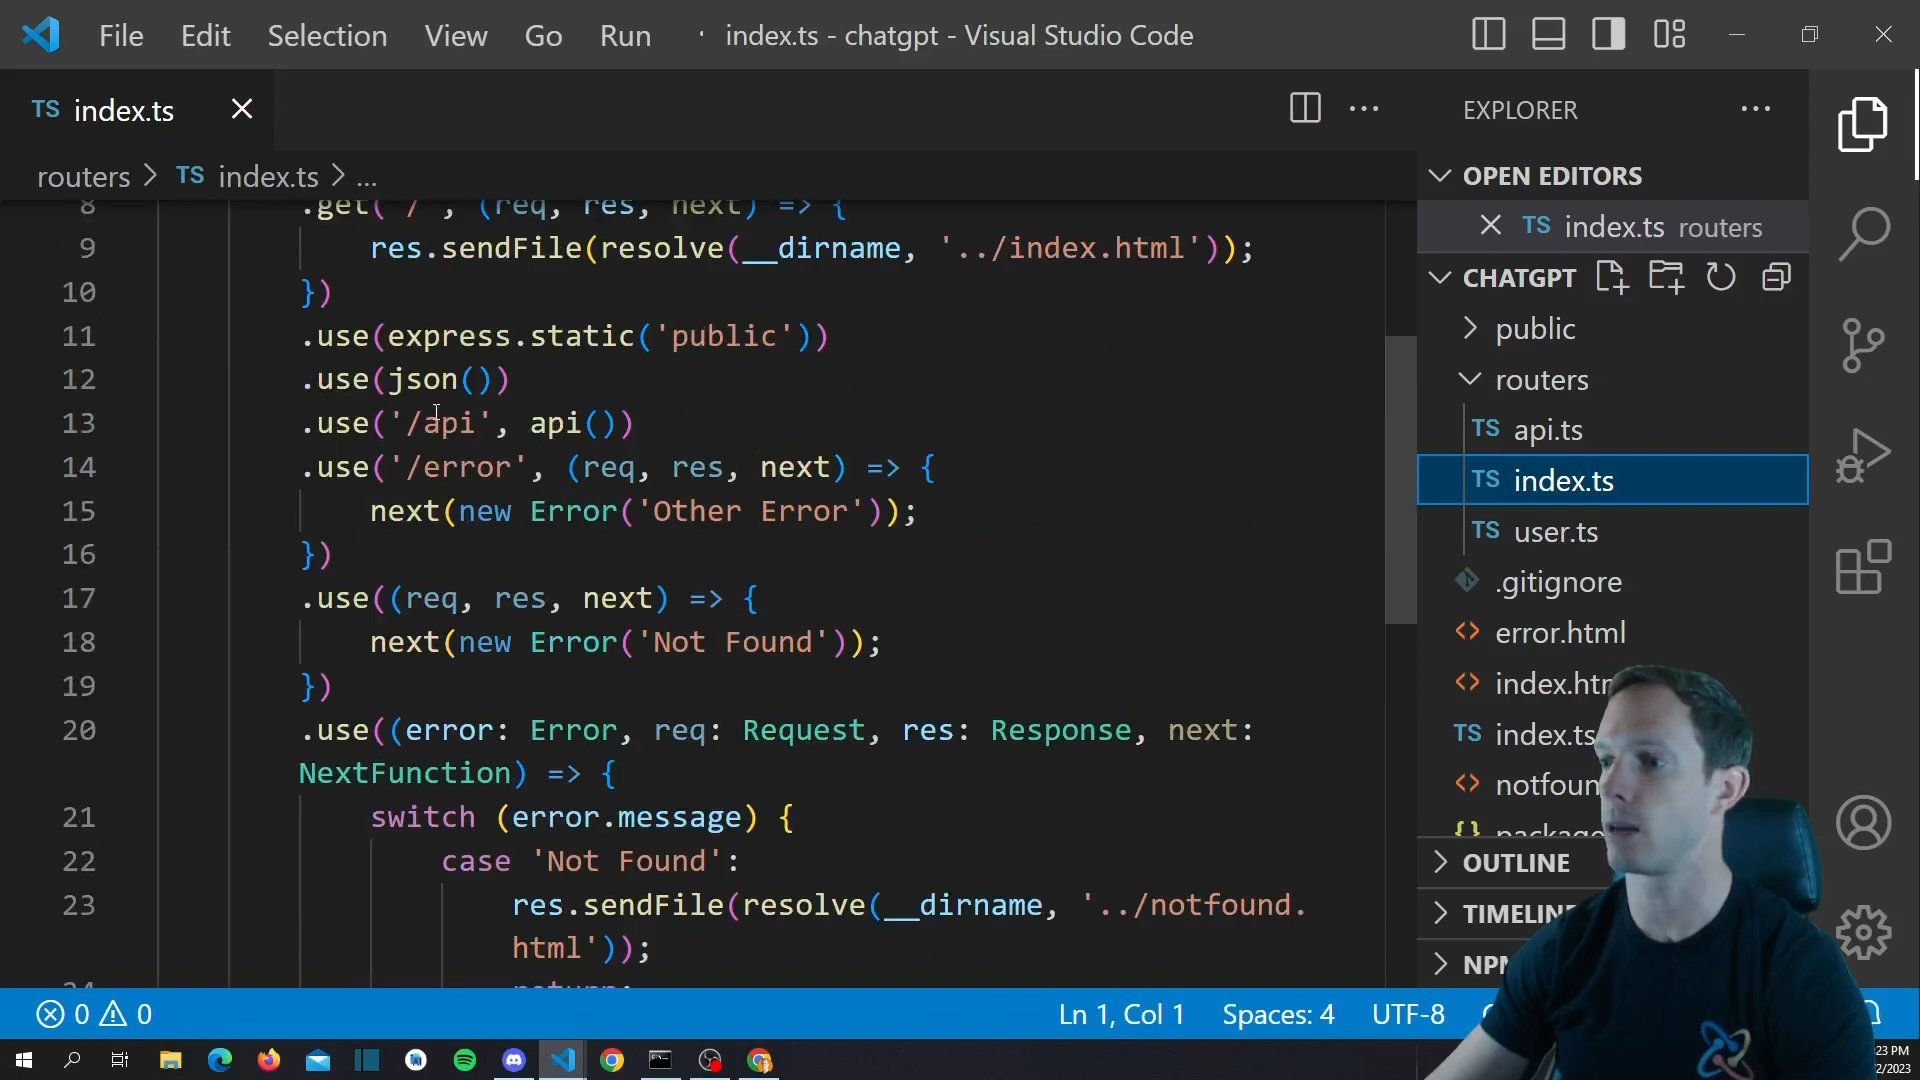 File Edit Selection View Go Run index.ts - chatgpt - Visual Studio Code
TS index.ts
routers > TS index.ts > ...
8 .get('/', (req, res, next) => {
9 res.sendFile(resolve(__dirname, '../index.html'));
10 })
11 .use(express.static('public'))
12 .use(json())
13 .use('/api', api())
14 .use('/error', (req, res, next) => {
15 next(new Error('Other Error'));
16 })
17 .use((req, res, next) => {
18 next(new Error('Not Found'));
19 })
20 .use((error: Error, req: Request, res: Response, next:
NextFunction) => {
21 switch (error.message) {
22 case 'Not Found':
23 res.sendFile(resolve(__dirname, '../notfound.
html'));
EXPLORER
OPEN EDITORS
TS index.ts routers
CHATGPT
public
routers
TS api.ts
TS index.ts
TS user.ts
.gitignore
error.html
index.ht
TS index.ts
notfoun
{} package
OUTLINE
TIMELINE
NPM
0 0
Ln 1, Col 1 Spaces: 4 UTF-8
23 PM
2/2023